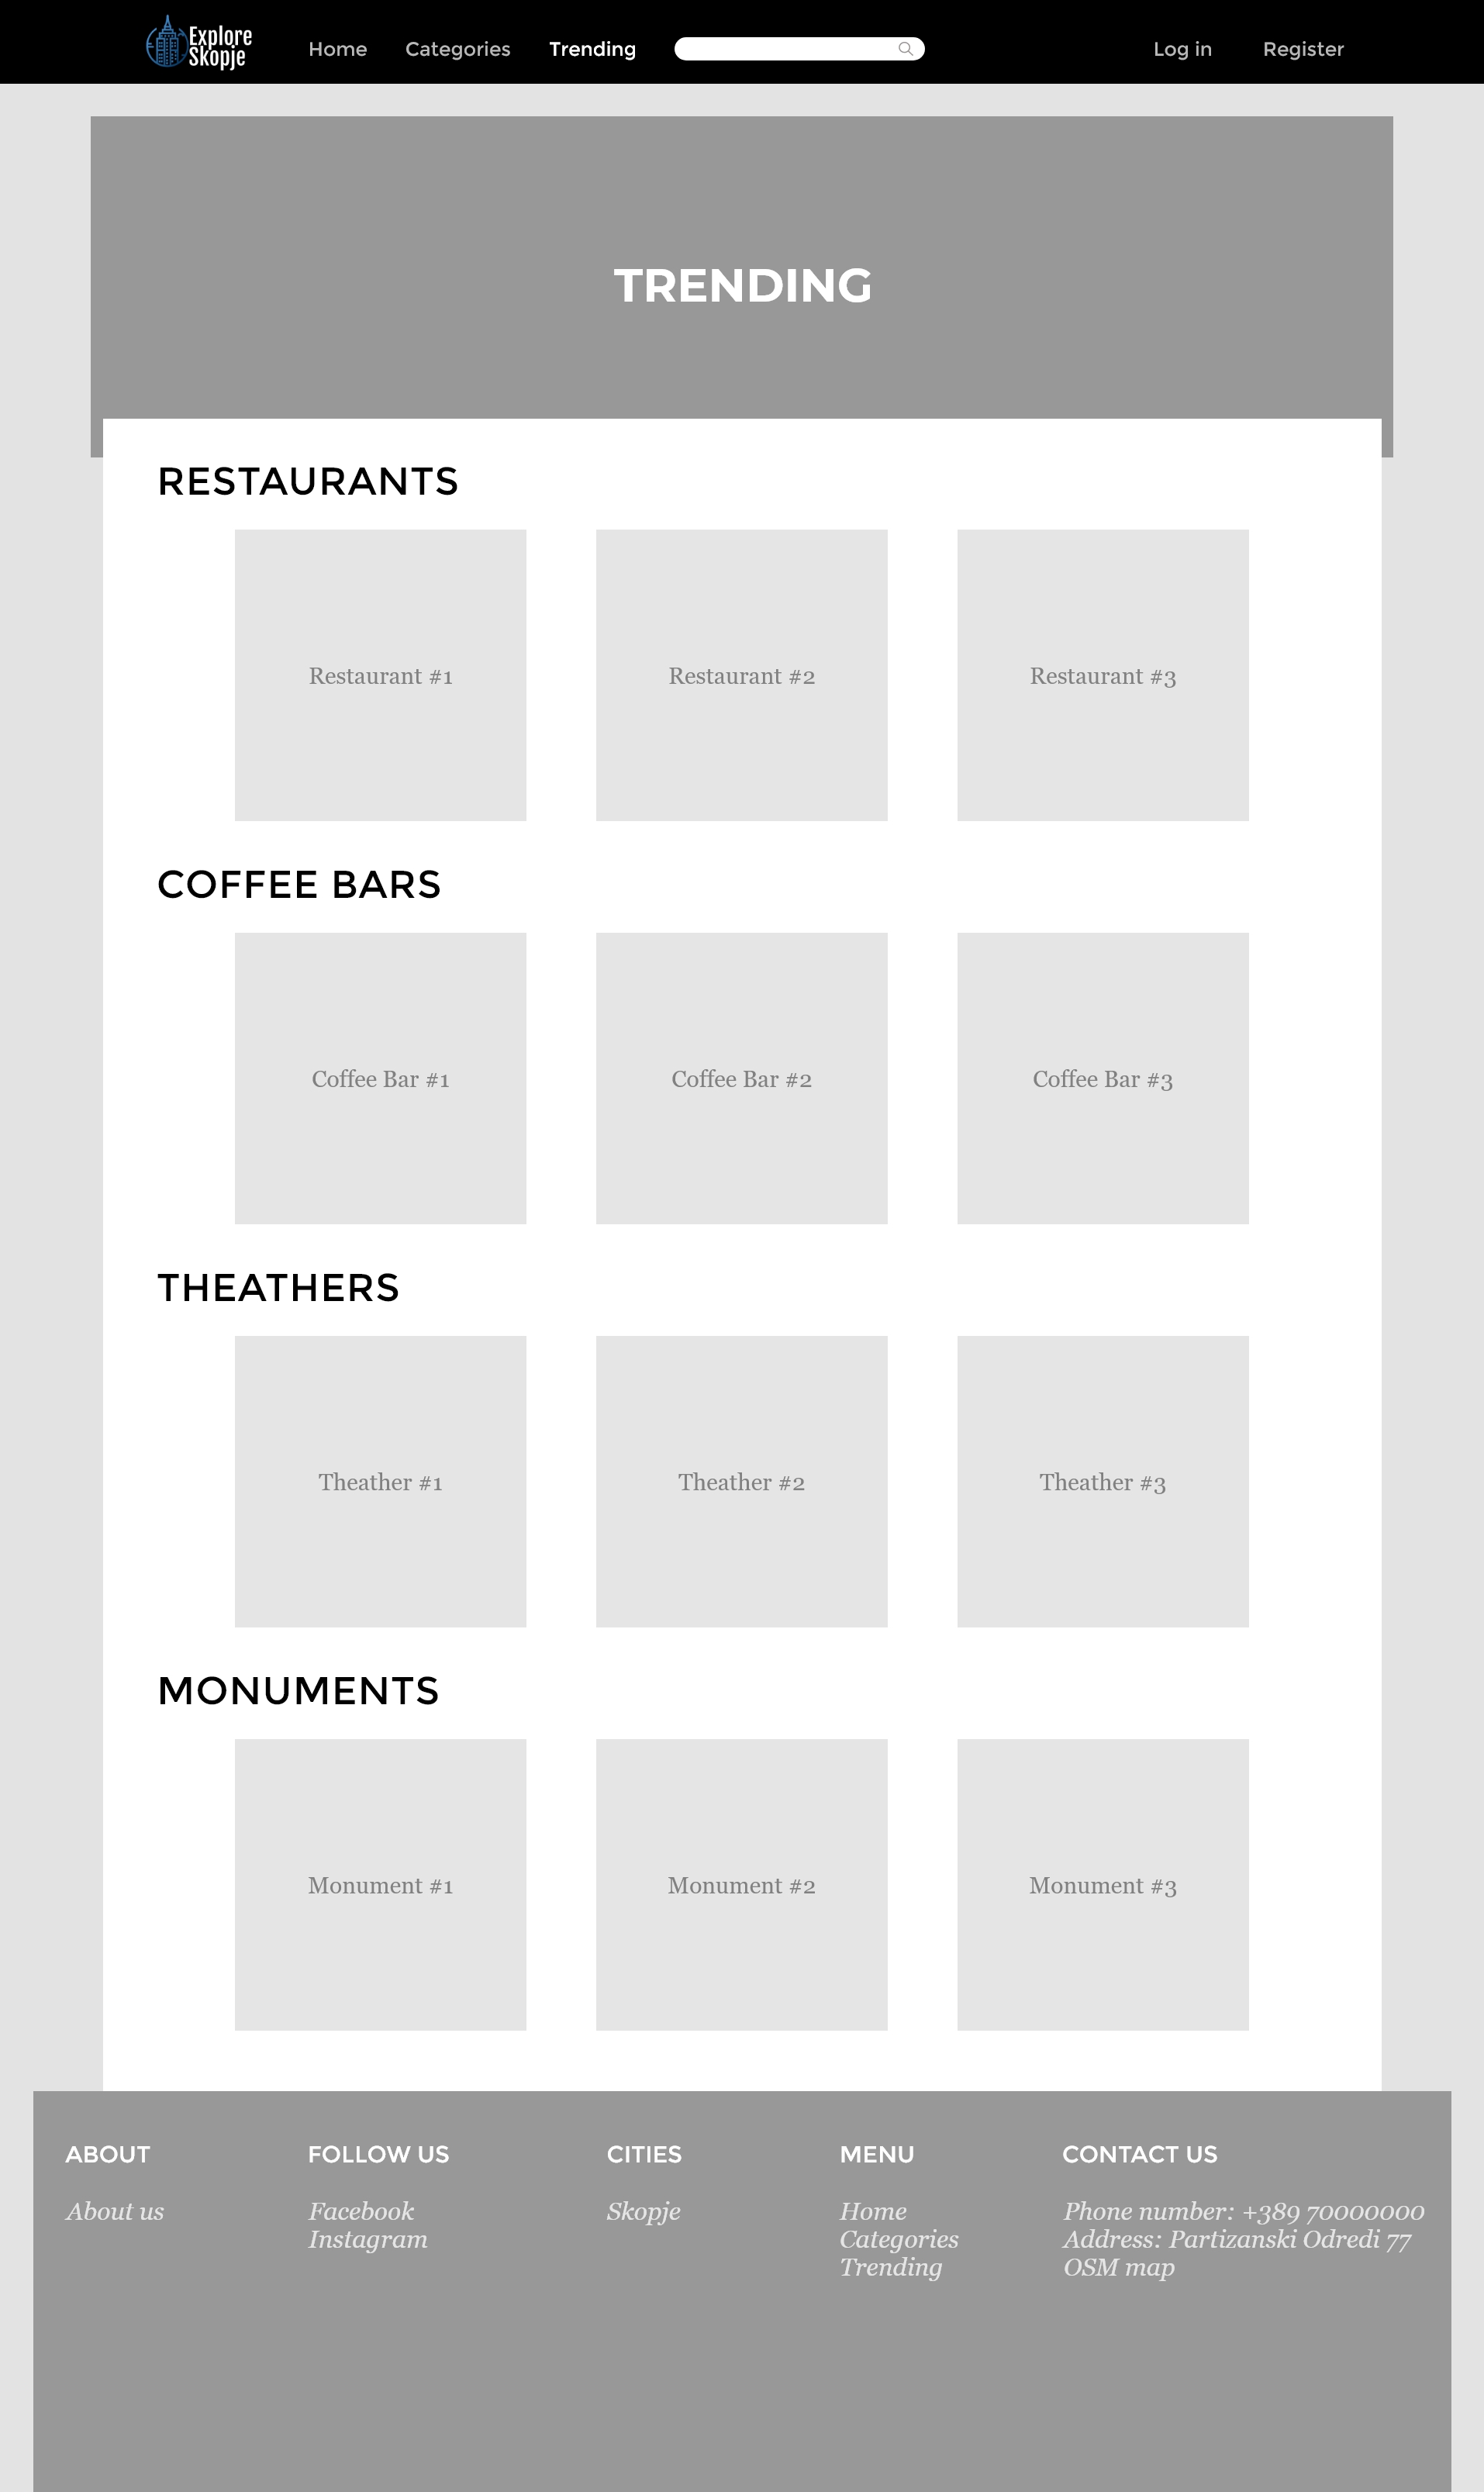 Explore
Skopje
Home Categories Trending Log in Register
TRENDING
RESTAURANTS
Restaurant #1 Restaurant #2 Restaurant #3
COFFEE BARS
Coffee Bar #1 Coffee Bar #2 Coffee Bar #3
THEATHERS
Theather #1 Theather #2 Theather #3
MONUMENTS
Monument #1 Monument #2 Monument #3
ABOUT FOLLOW US CITIES MENU CONTACT US
About us Facebook Skopje Home Phone number: +389 70000000
Instagram Categories Address: Partizanski Odredi 77
Trending OSM map